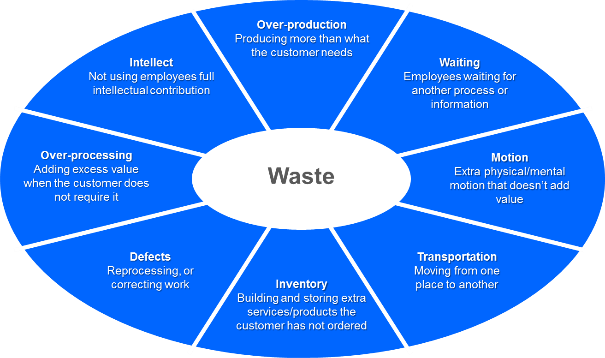 Over-production
Producing more than what
the customer needs
Waiting
Employees waiting for
another process or
information
Motion
Extra physical/mental
motion that doesn't add
value
Transportation
Moving from one
place to another
Inventory
Building and storing extra
services/products the
customer has not ordered
Defects
Reprocessing, or
correcting work
Over-processing
Adding excess value
when the customer does
not require it
Intellect
Not using employees full
intellectual contribution
Waste